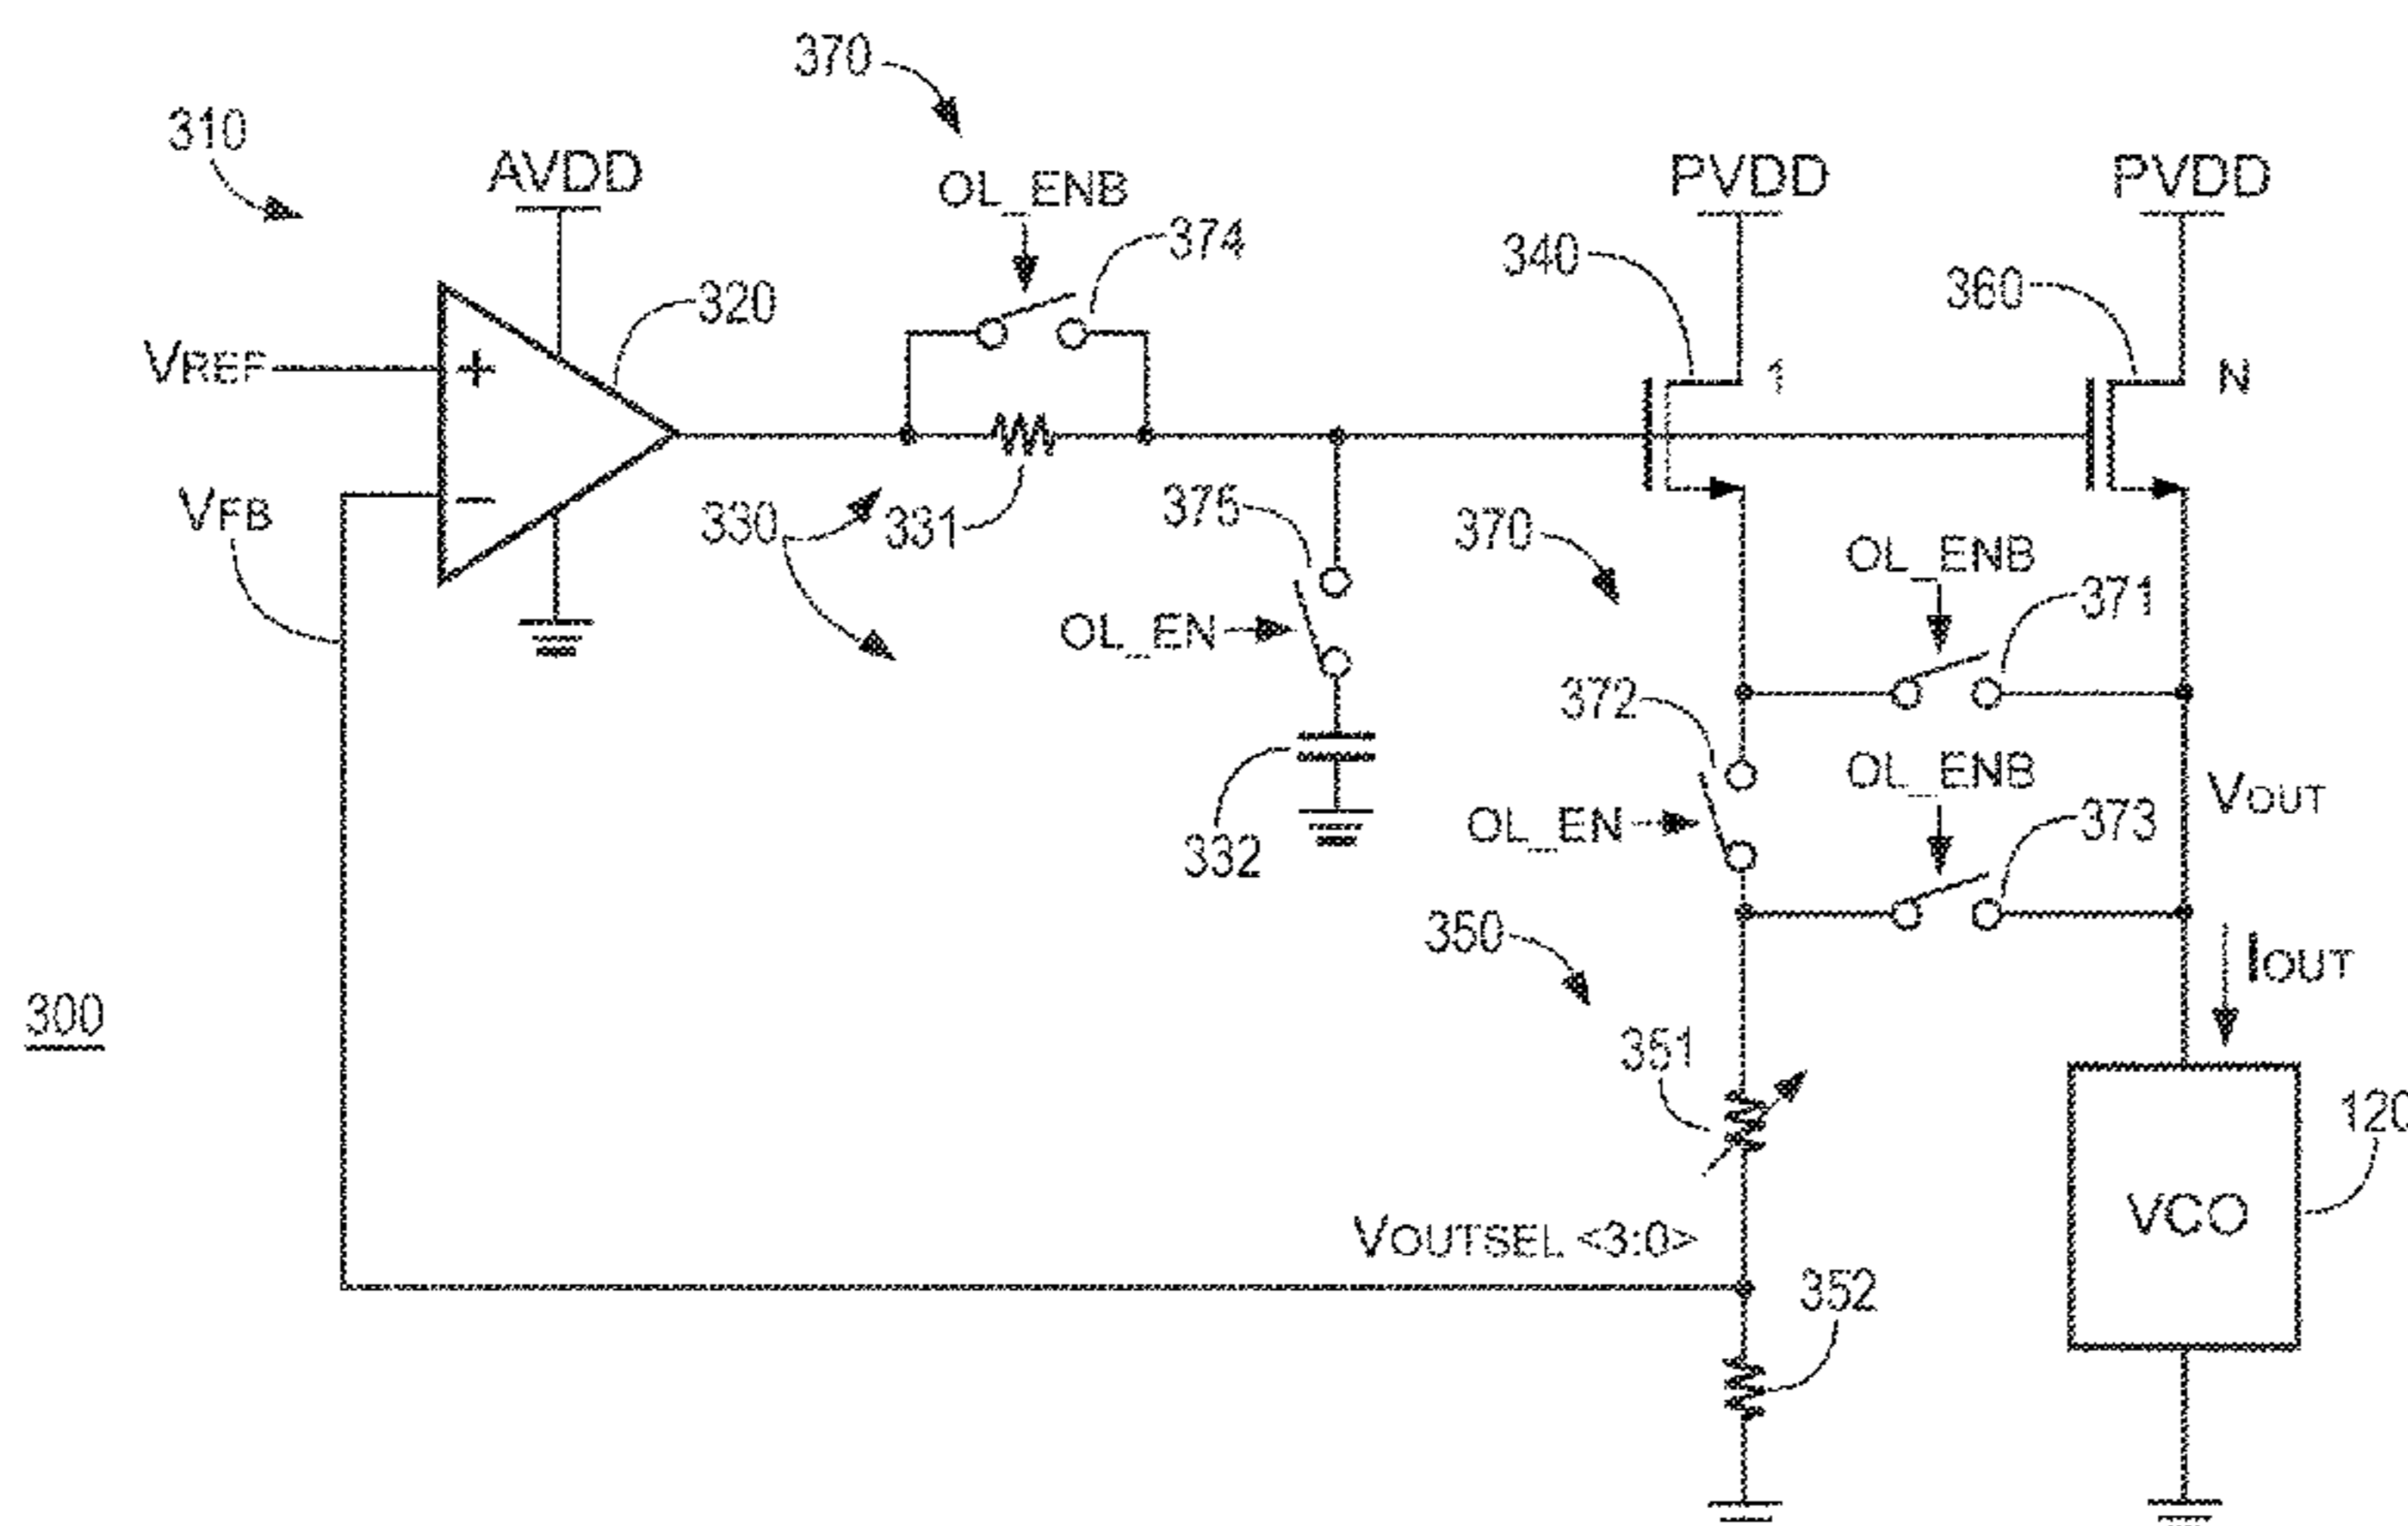 370
310
AVDD
OL_ENB
374
PVDD
PVDD
340
360
320
1
N
VREF
+
VFB
−
330
331
375
370
OL_ENB
371
OL_EN
372
OL_ENB
VOUT
OL_EN
373
332
350
IOUT
300
351
120
VCO
VOUTSEL <3:0>
352